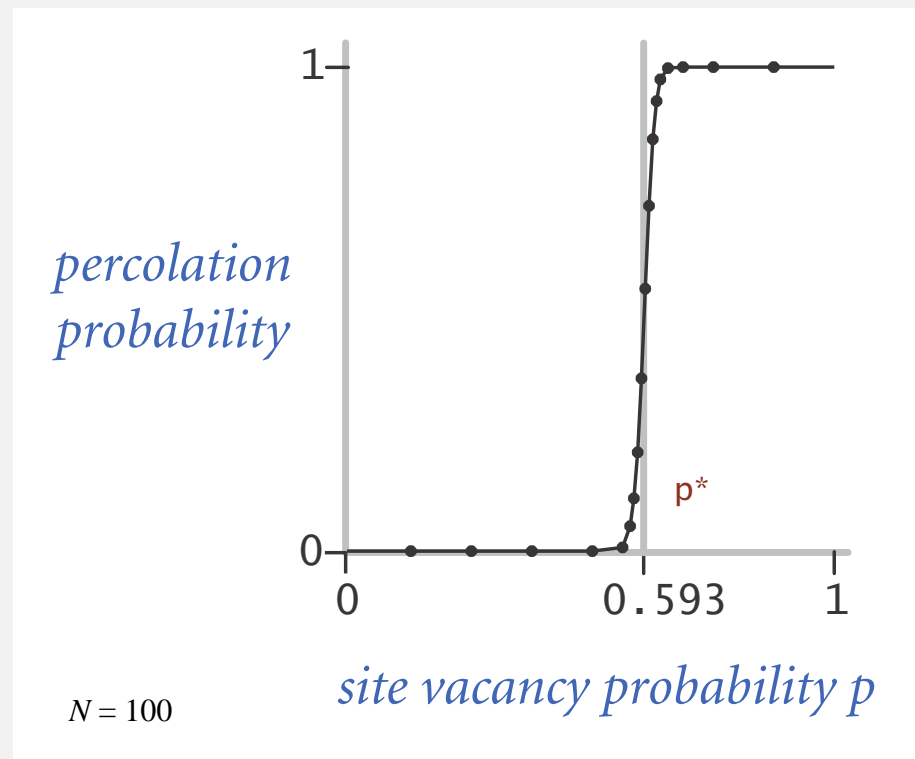 1
percolation
probability
p*
0
0
0.593
1
site vacancy probability p
N = 100